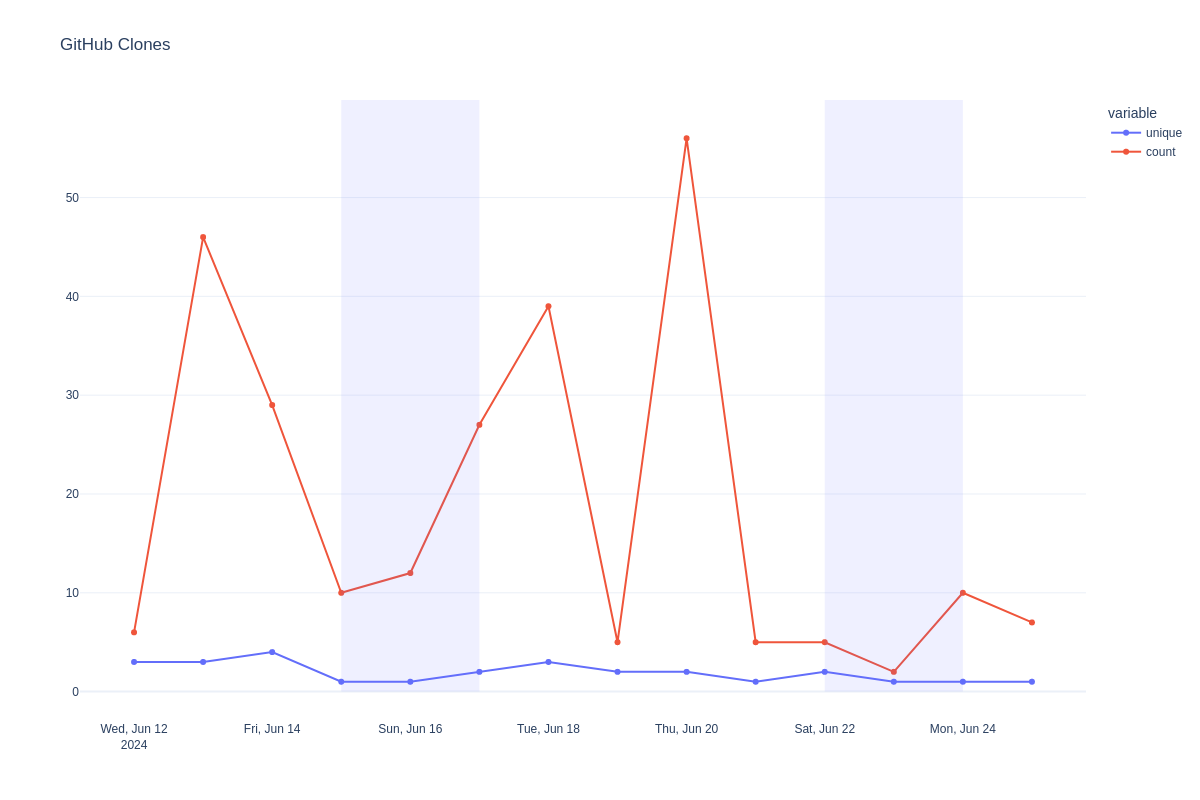 GitHub Clones
variable
unique
count
50
40
30
20
10
0
Wed, Jun 12
2024
Fri, Jun 14
Sun, Jun 16
Tue, Jun 18
Thu, Jun 20
Sat, Jun 22
Mon, Jun 24